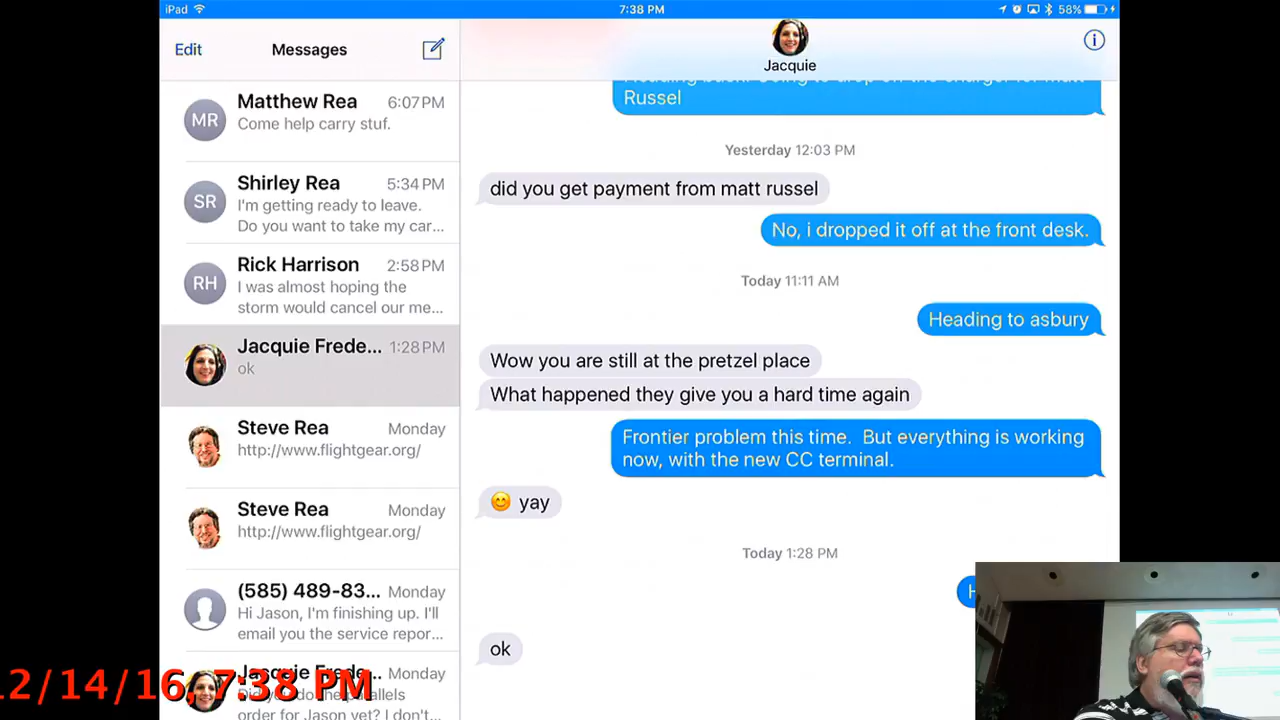 iPad
7:38 PM
58%
Edit
Messages
Jacquie
Matthew Rea 6:07 PM
Come help carry stuf.
MR
Shirley Rea 5:34 PM
I'm getting ready to leave.
Do you want to take my car...
SR
Rick Harrison 2:58 PM
I was almost hoping the
storm would cancel our me...
RH
Jacquie Frede... 1:28 PM
ok
Steve Rea Monday
http://www.flightgear.org/
Steve Rea Monday
http://www.flightgear.org/
(585) 489-83... Monday
Hi Jason, I'm finishing up. I'll
email you the service repor...
Jacquie Frede... Monday
order for Jason yet? I don't...
Russel
Yesterday 12:03 PM
did you get payment from matt russel
No, i dropped it off at the front desk.
Today 11:11 AM
Heading to asbury
Wow you are still at the pretzel place
What happened they give you a hard time again
Frontier problem this time. But everything is working
now, with the new CC terminal.
😊 yay
Today 1:28 PM
ok
12/14/16, 7:38 PM